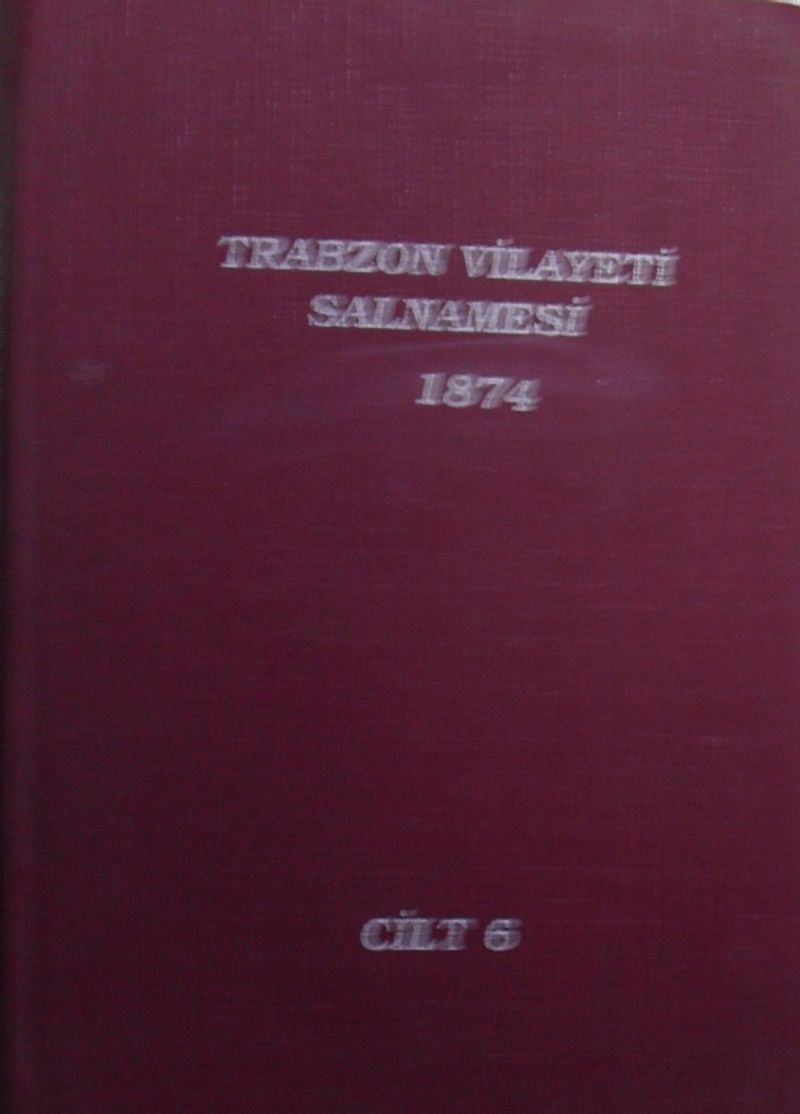 TRABZON VİLAYETİ
SALNAMESİ
1874
CİLT 6